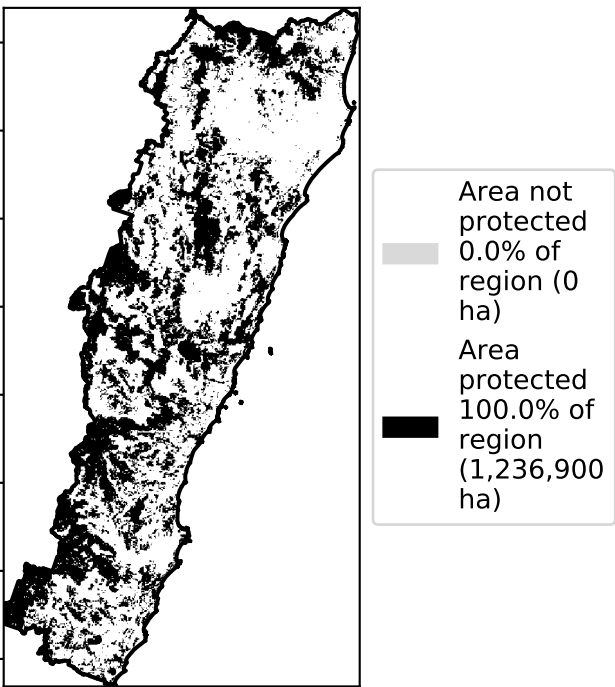 Area not
protected
0.0% of
region (0
ha)
Area
protected
100.0% of
region
(1,236,900
ha)